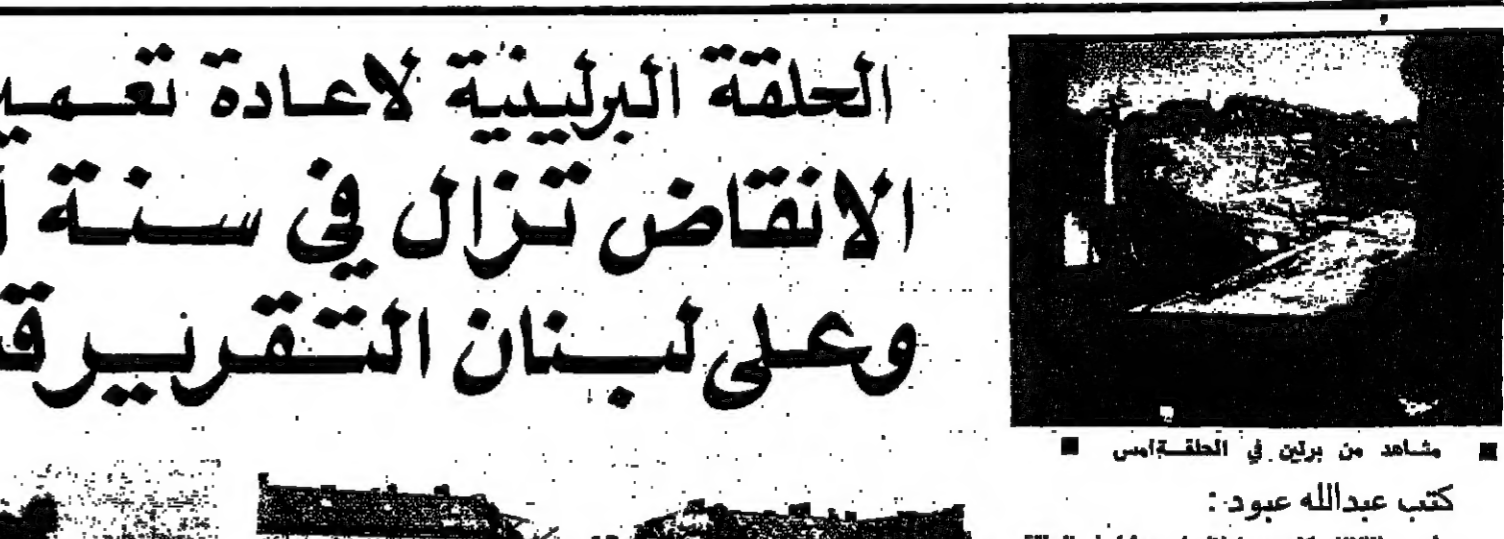 الحلقة البرلينية لاعادة تعميـ
الانقاض تزال في سنة
وعلى لبنان التقرير
مشاهد من برلين في الحلقة امس
كتب عبدالله عبود: